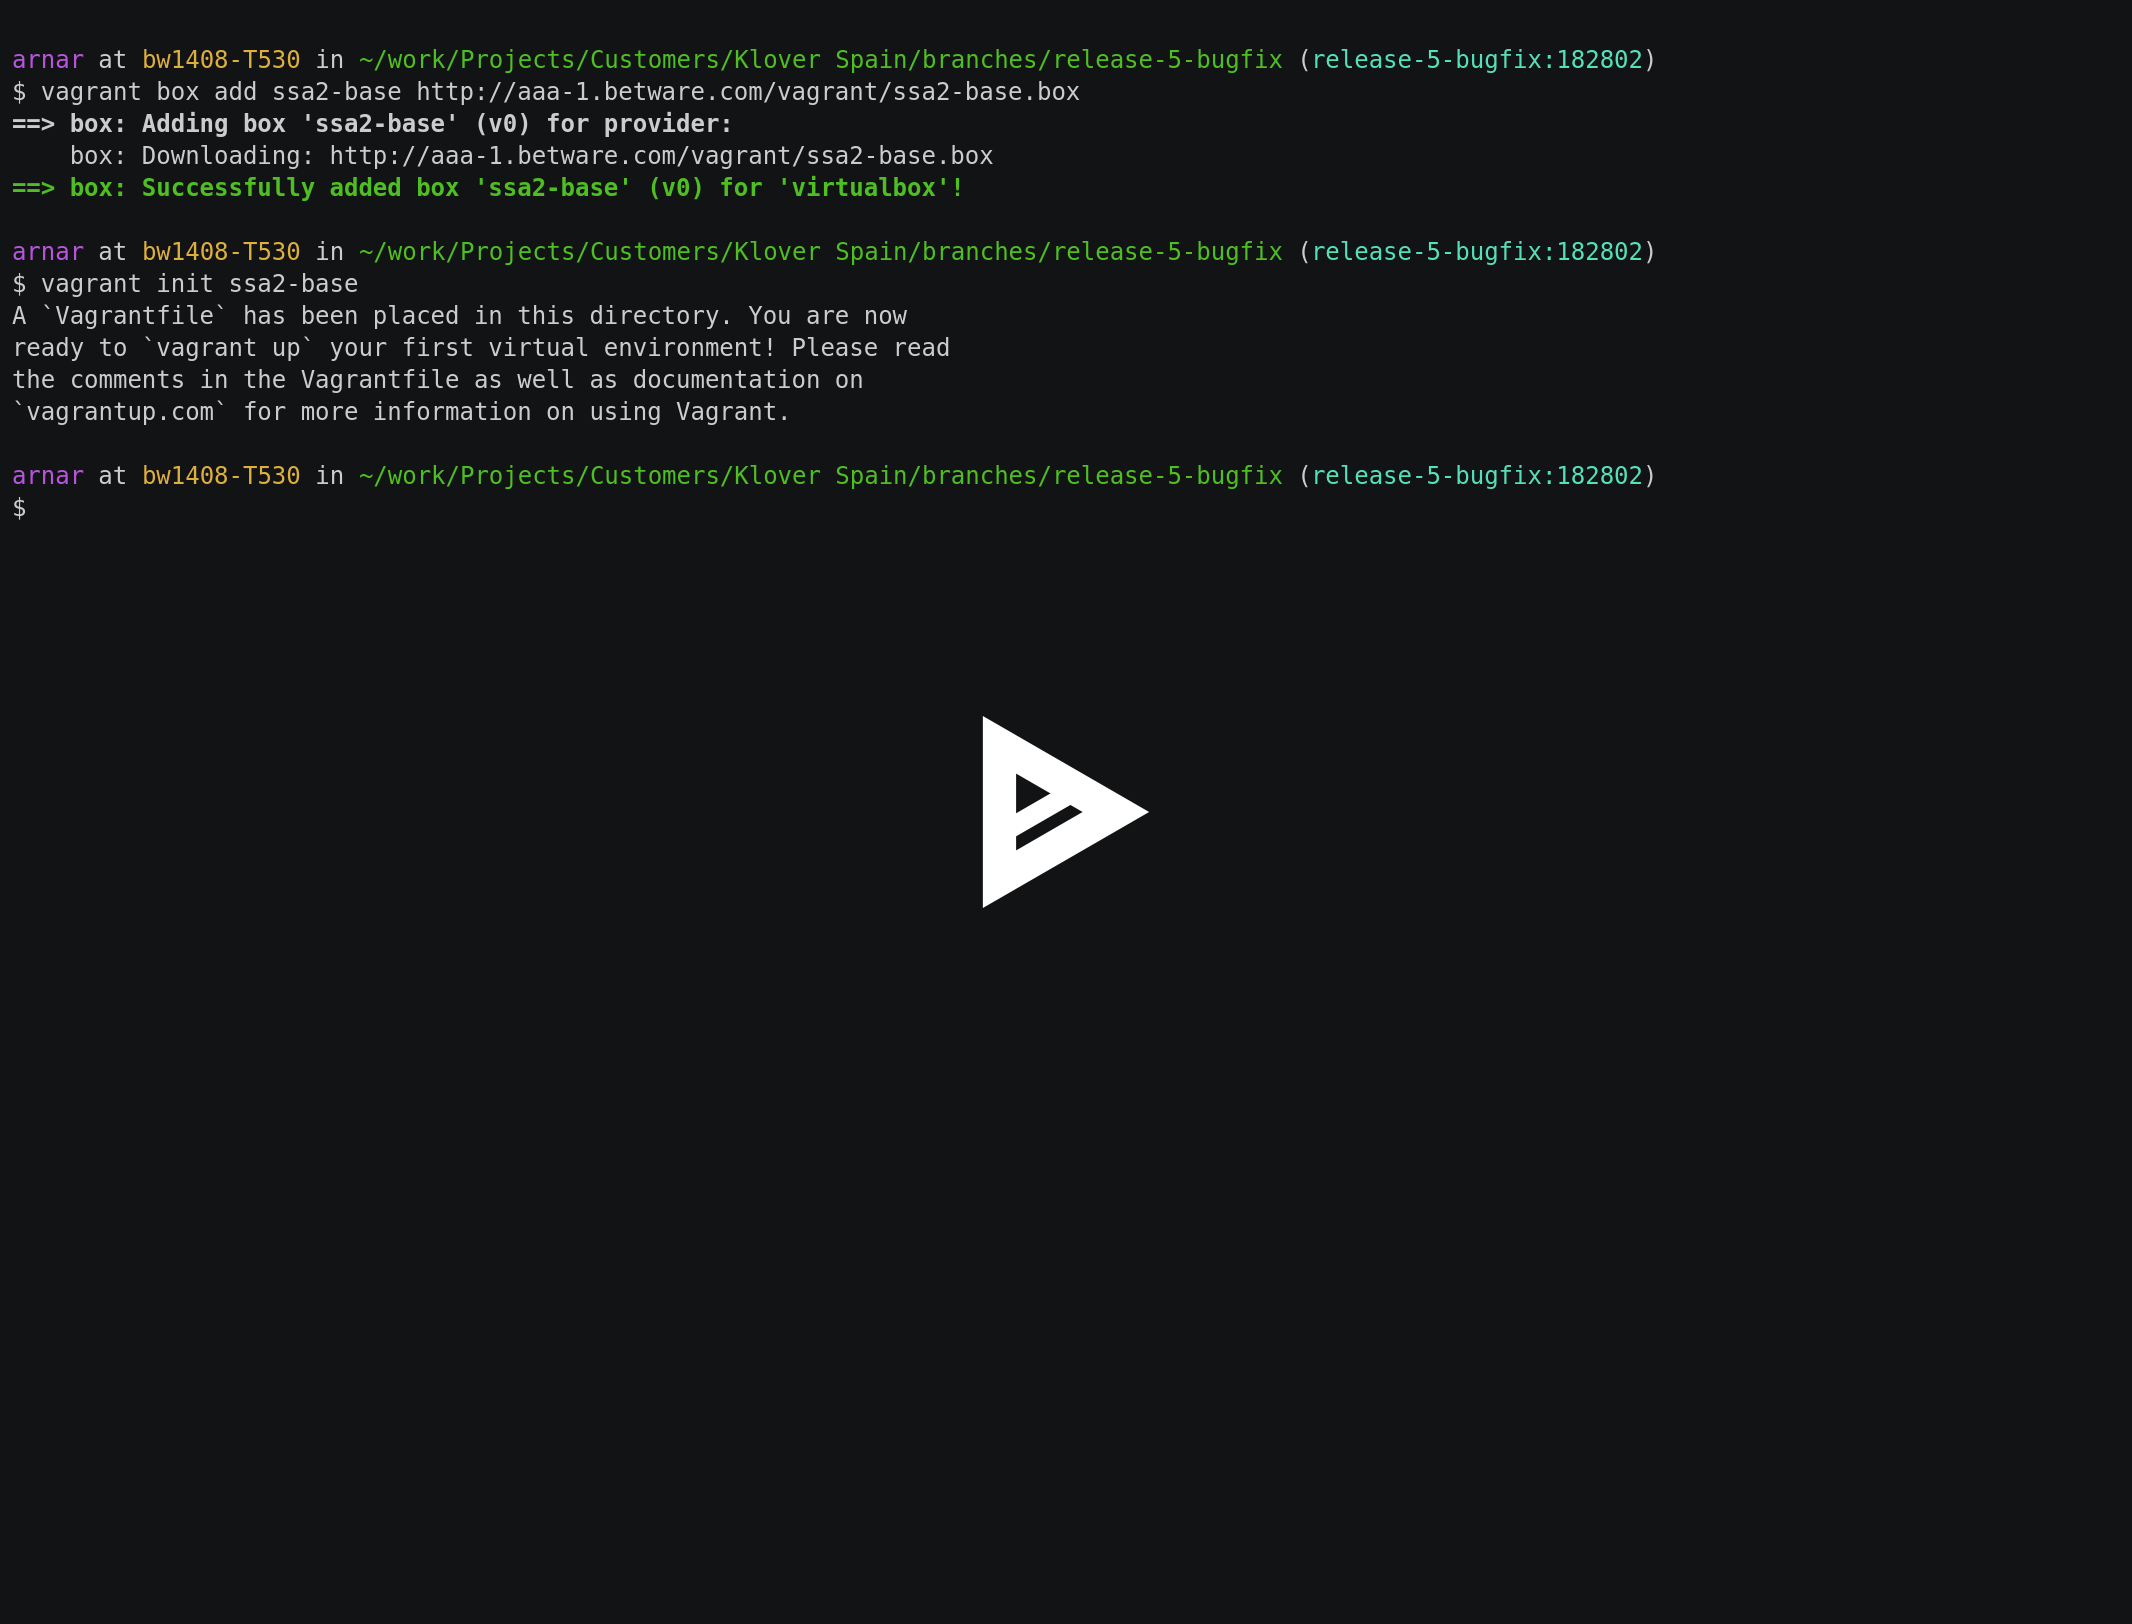 arnar at bw1408-T530 in ~/work/Projects/Customers/Klover Spain/branches/release-5-bugfix (release-5-bugfix:182802)
$ vagrant box add ssa2-base http://aaa-1.betware.com/vagrant/ssa2-base.box
==> box: Adding box 'ssa2-base' (v0) for provider:
    box: Downloading: http://aaa-1.betware.com/vagrant/ssa2-base.box
==> box: Successfully added box 'ssa2-base' (v0) for 'virtualbox'!
arnar at bw1408-T530 in ~/work/Projects/Customers/Klover Spain/branches/release-5-bugfix (release-5-bugfix:182802)
$ vagrant init ssa2-base
A `Vagrantfile` has been placed in this directory. You are now
ready to `vagrant up` your first virtual environment! Please read
the comments in the Vagrantfile as well as documentation on
`vagrantup.com` for more information on using Vagrant.
arnar at bw1408-T530 in ~/work/Projects/Customers/Klover Spain/branches/release-5-bugfix (release-5-bugfix:182802)
$